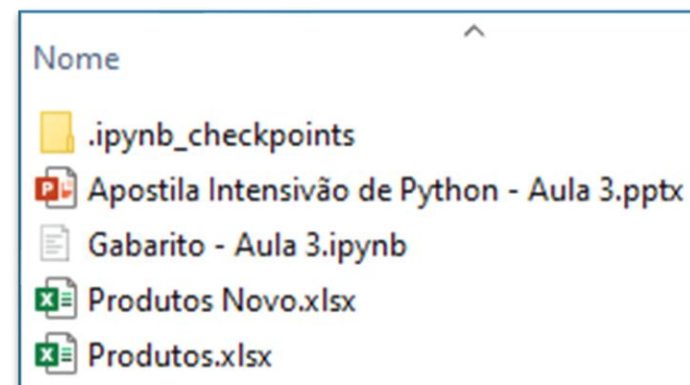 Nome
.ipynb_checkpoints
Apostila Intensivão de Python - Aula 3.pptx
Gabarito - Aula 3.ipynb
Produtos Novo.xlsx
Produtos.xlsx